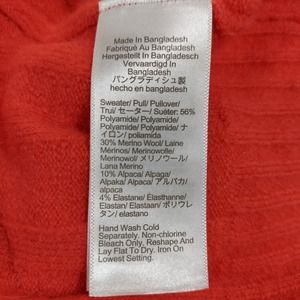 Made In Bangladesh
Fabriqué Au Bangladesh
Hergestellt In Bangladesch
Vervaardigd In
Bangladesh
バングラディシュ製
hecho en bangladesh
Sweater/ Pull/ Pullover/
Trui/ セーター/ Suéter: 56%
Polyamide/ Polyamide/
Polyamide/ Polyamide/ ナ
イロン/ poliamida
30% Merino Wool/ Laine
Mérinos/ Merinowolle/
Merinowol/ メリノウール/
Lana Merino
10% Alpaca/ Alpaga/
Alpaka/ Alpaca/ アルパカ/
alpaca
4% Elastane/ Élasthanne/
Elastan/ Elastaan/ ポリウレ
タン/ elastano
Hand Wash Cold
Separately. Non-chlorine
Bleach Only. Reshape And
Lay Flat To Dry. Iron On
Lowest Setting.